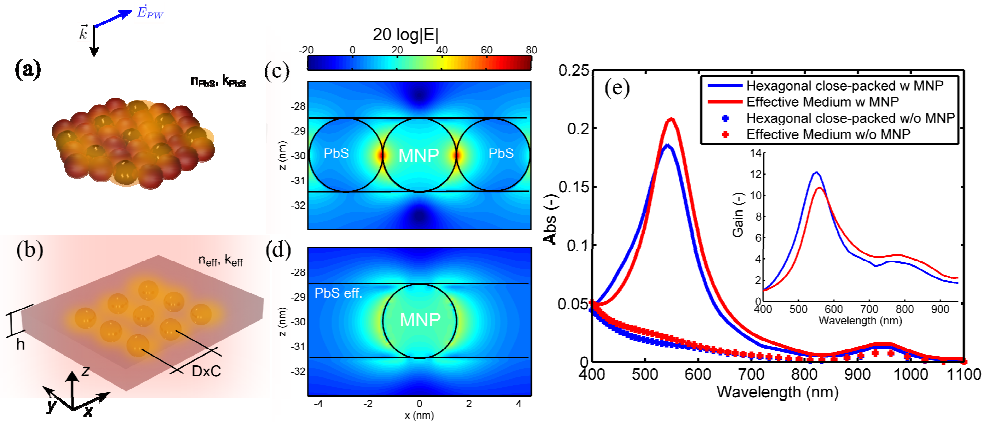 E_PW
k
(a)
n_PbS, k_PbS
(b)
n_eff, k_eff
h
DxC
z
y
x
20 log|E|
-20 0 20 40 60 80
(c)
-28
-29
-30
-31
-32
z (nm)
PbS MNP PbS
(d)
-28
-29
-30
-31
-32
z (nm)
PbS eff.
MNP
-4 -2 0 2 4
x (nm)
(e)
0.25
0.2
0.15
0.1
0.05
0
Abs (-)
400 500 600 700 800 900 1000 1100
Wavelength (nm)
Hexagonal close-packed w MNP
Effective Medium w MNP
Hexagonal close-packed w/o MNP
Effective Medium w/o MNP
14
12
10
8
6
4
2
0
Gain (-)
400 500 600 700 800 900
Wavelength (nm)